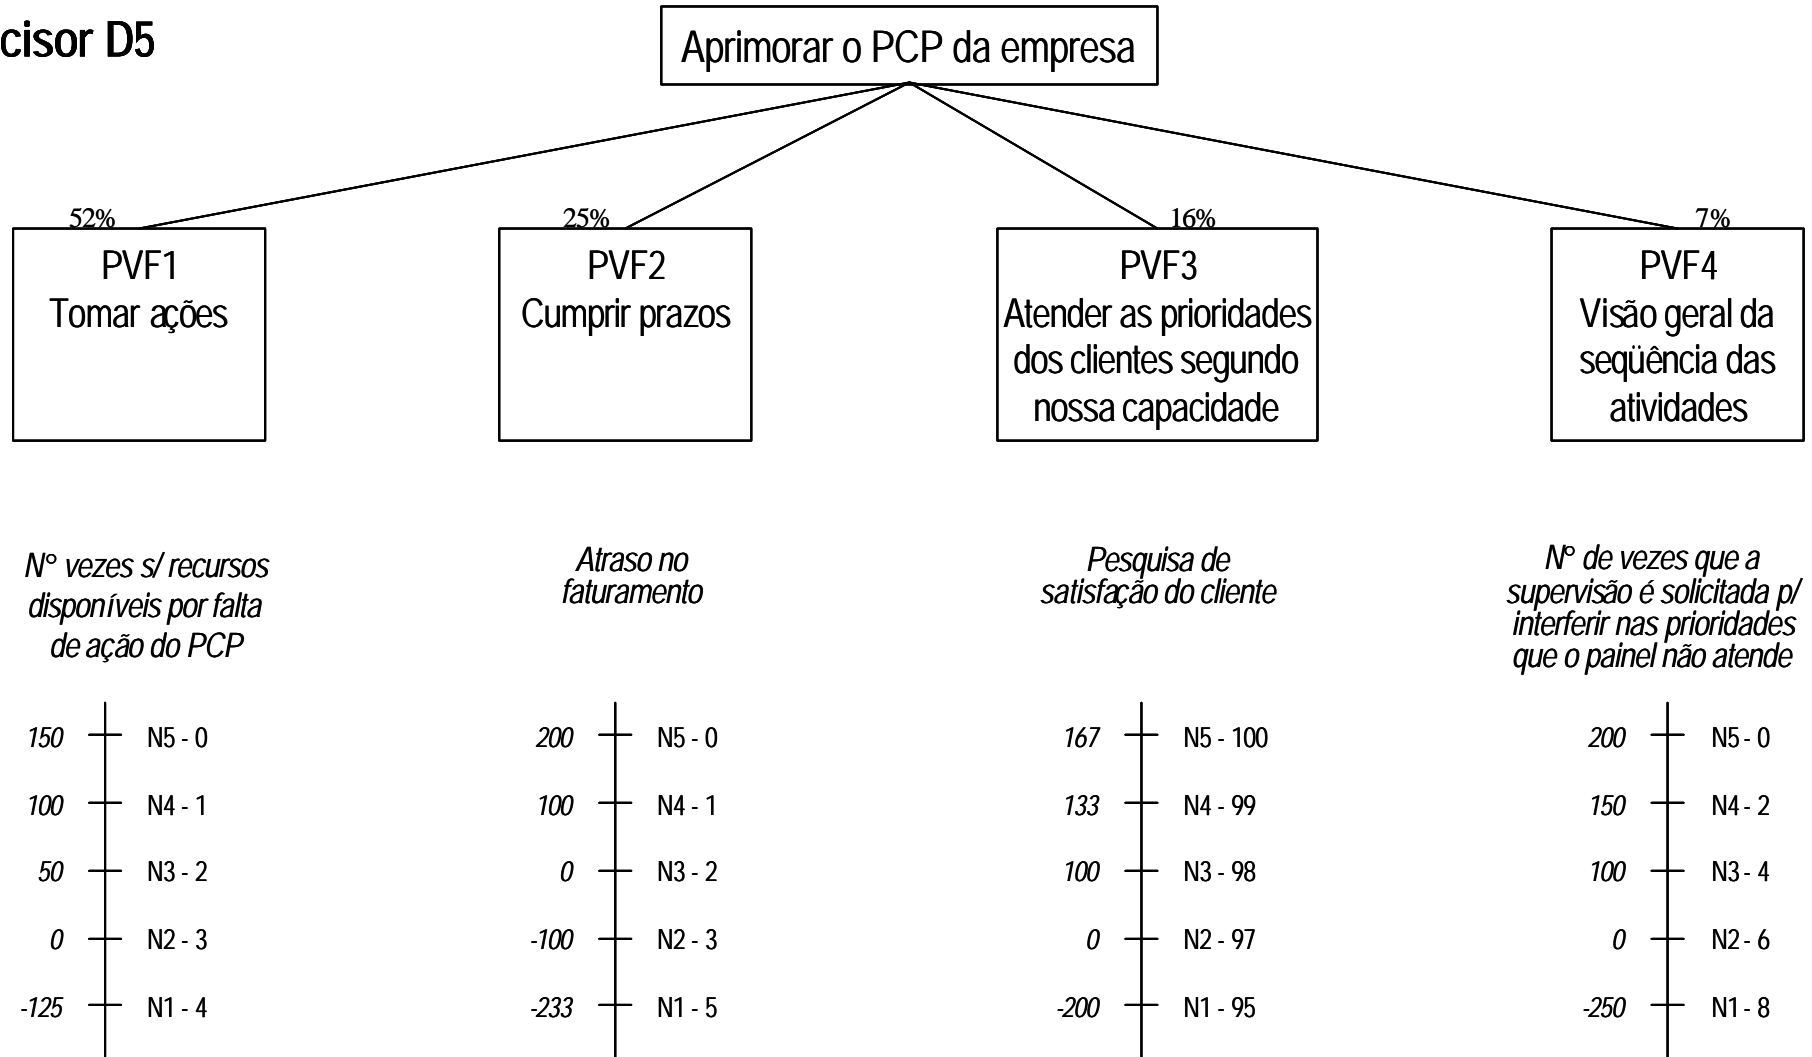 cisor D5
Aprimorar o PCP da empresa
52%
25%
16%
7%
PVF1
Tomar ações
PVF2
Cumprir prazos
PVF3
Atender as prioridades
dos clientes segundo
nossa capacidade
PVF4
Visão geral da
seqüência das
atividades
N° vezes s/ recursos
disponíveis por falta
de ação do PCP
Atraso no
faturamento
Pesquisa de
satisfação do cliente
N° de vezes que a
supervisão é solicitada p/
interferir nas prioridades
que o painel não atende
150 N5 - 0
100 N4 - 1
50 N3 - 2
0 N2 - 3
-125 N1 - 4
200 N5 - 0
100 N4 - 1
0 N3 - 2
-100 N2 - 3
-233 N1 - 5
167 N5 - 100
133 N4 - 99
100 N3 - 98
0 N2 - 97
-200 N1 - 95
200 N5 - 0
150 N4 - 2
100 N3 - 4
0 N2 - 6
-250 N1 - 8